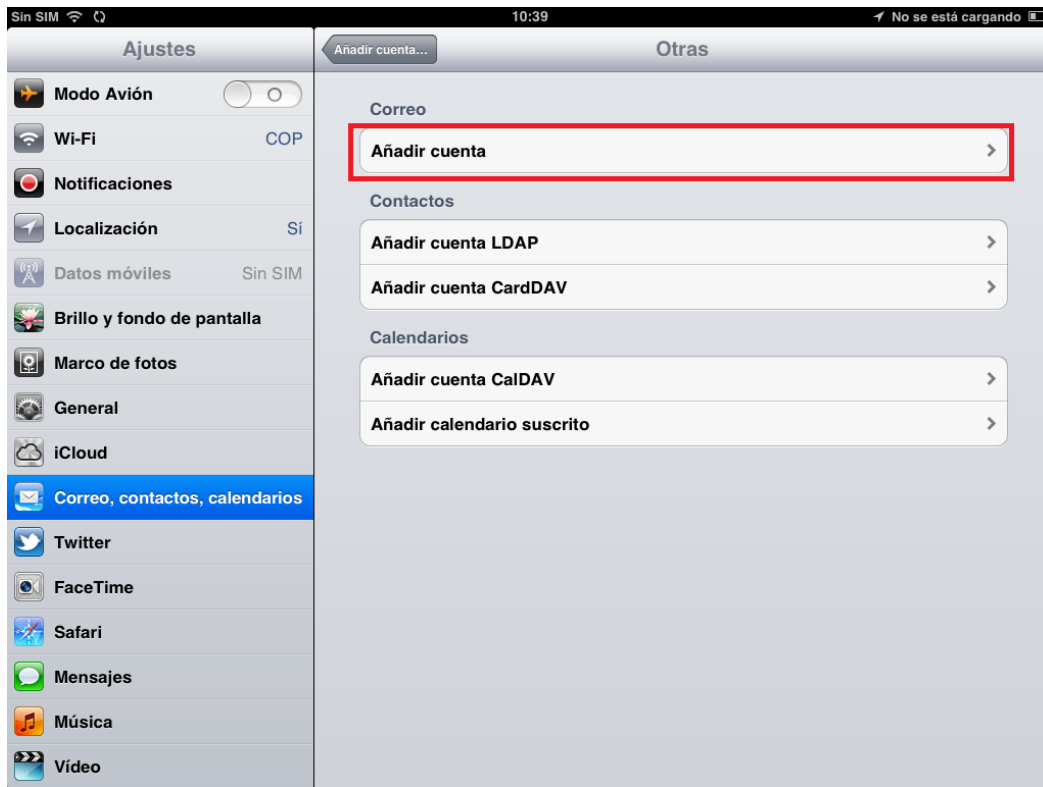 Sin SIM 10:39 No se está cargando
Ajustes
Añadir cuenta...
Otras
Modo Avión O
Wi-Fi COP
Notificaciones
Localización Sí
Datos móviles Sin SIM
Brillo y fondo de pantalla
Marco de fotos
General
iCloud
Correo, contactos, calendarios
Twitter
FaceTime
Safari
Mensajes
Música
Vídeo
Correo
Añadir cuenta
Contactos
Añadir cuenta LDAP
Añadir cuenta CardDAV
Calendarios
Añadir cuenta CalDAV
Añadir calendario suscrito